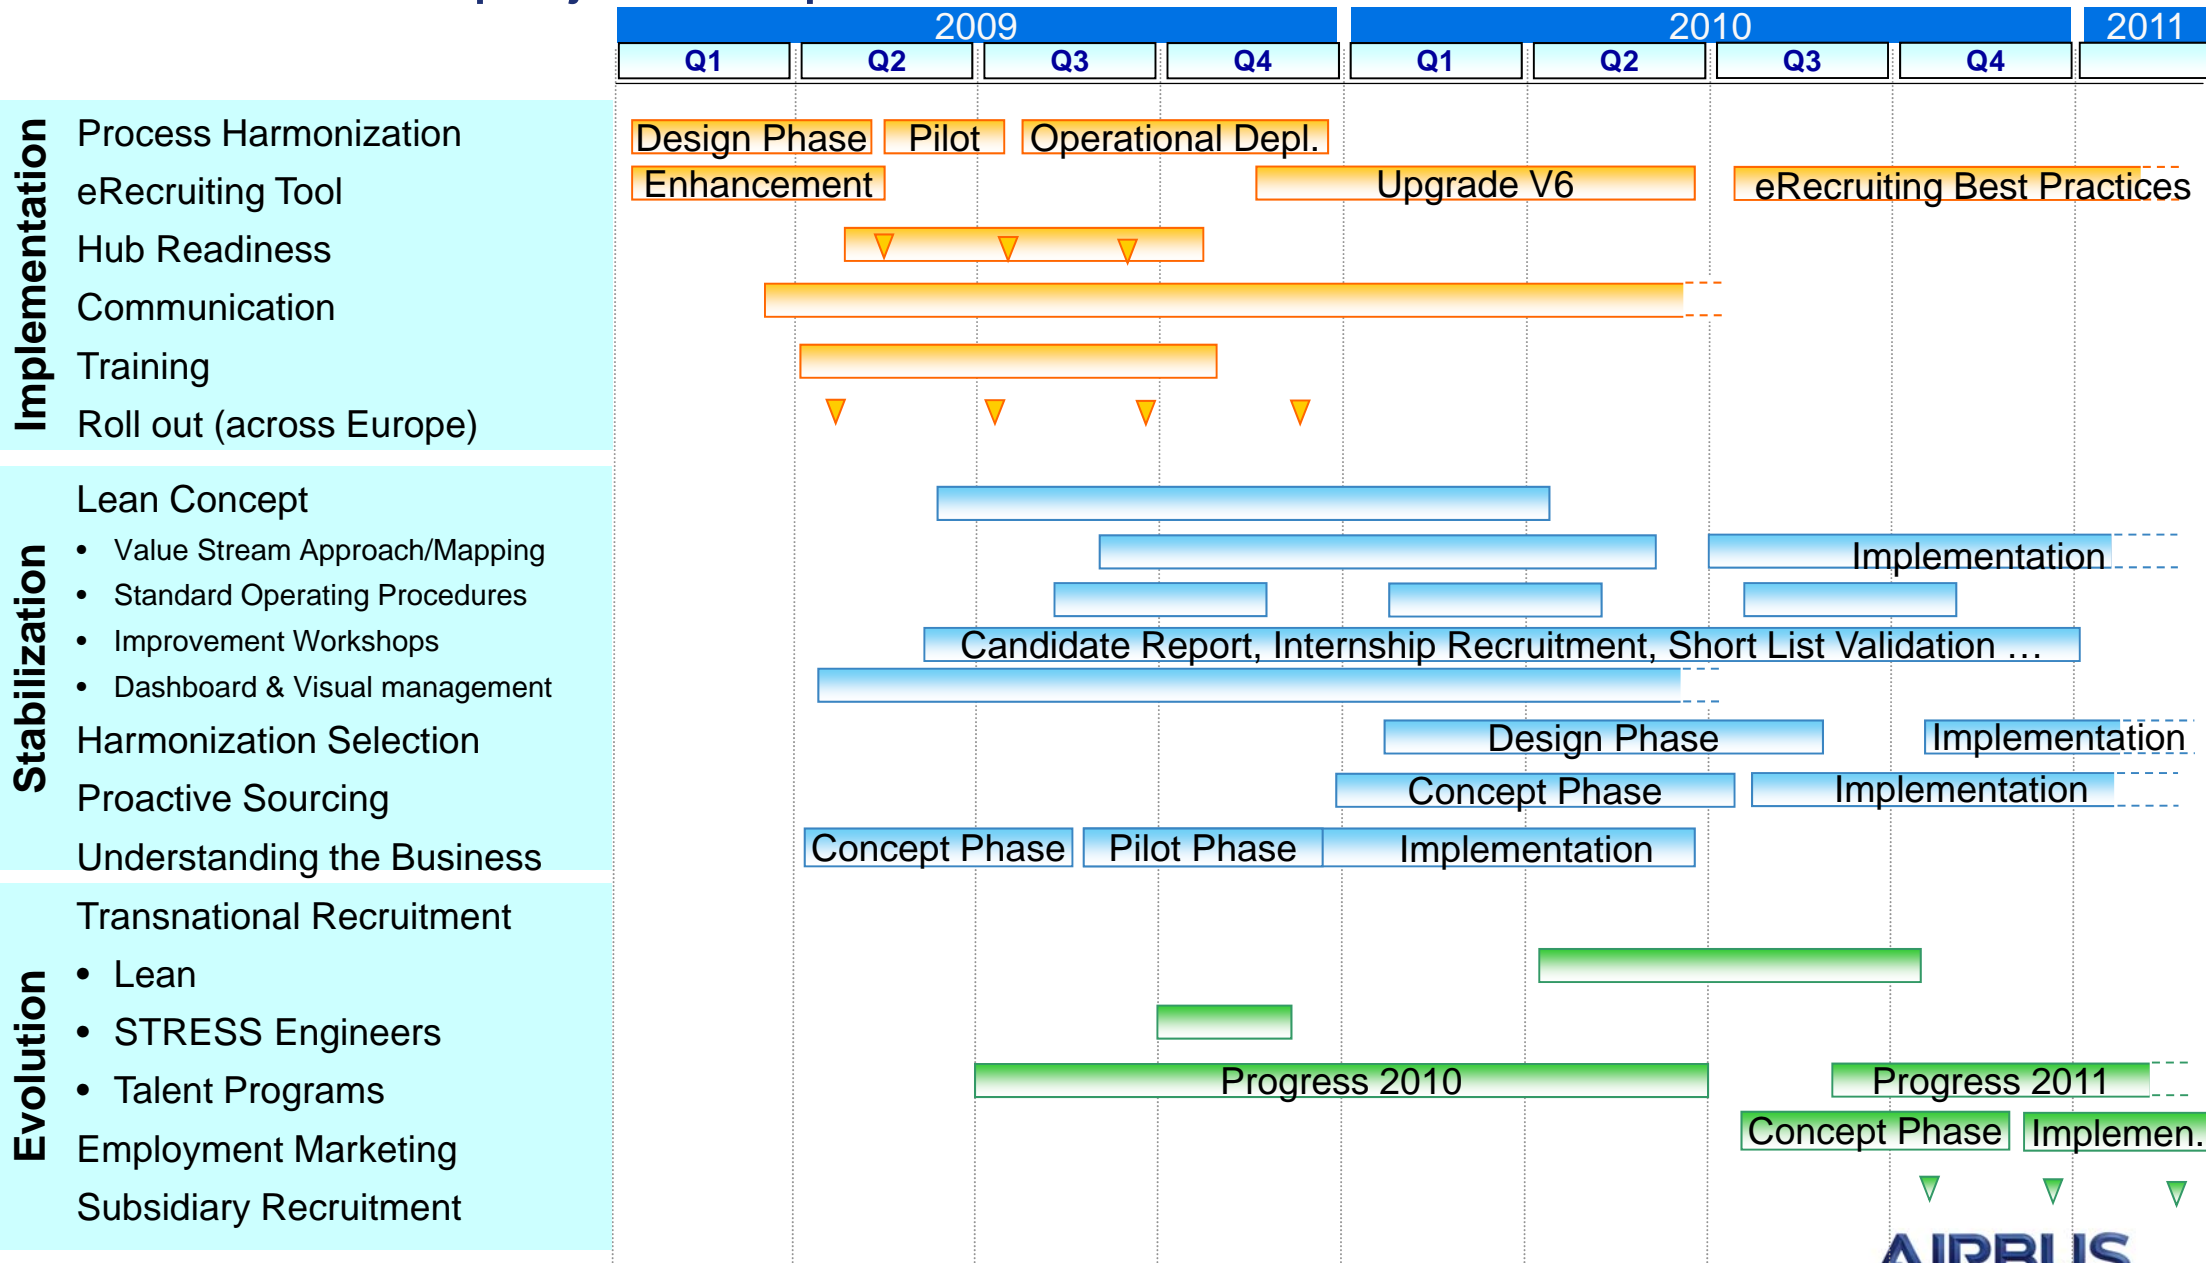 2009 2010 2011
Q1 Q2 Q3 Q4 Q1 Q2 Q3 Q4
Implementation
Process Harmonization Design Phase Pilot Operational Depl.
eRecruiting Tool Enhancement Upgrade V6 eRecruiting Best Practices
Hub Readiness
Communication
Training
Roll out (across Europe)
Stabilization
Lean Concept
• Value Stream Approach/Mapping Implementation
• Standard Operating Procedures
• Improvement Workshops Candidate Report, Internship Recruitment, Short List Validation …
• Dashboard & Visual management
Harmonization Selection Design Phase Implementation
Proactive Sourcing Concept Phase Implementation
Understanding the Business Concept Phase Pilot Phase Implementation
Evolution
Transnational Recruitment
• Lean
• STRESS Engineers
• Talent Programs Progress 2010 Progress 2011
Employment Marketing Concept Phase Implemen.
Subsidiary Recruitment
AIRBUS